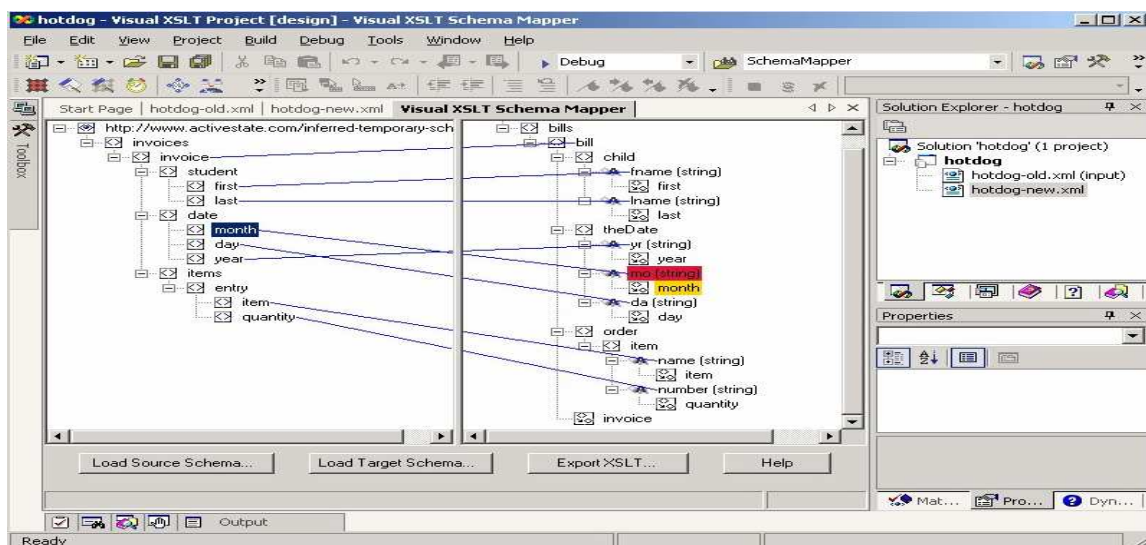 hotdog - Visual XSLT Project [design] - Visual XSLT Schema Mapper
File Edit View Project Build Debug Tools Window Help
Debug SchemaMapper
Start Page hotdog-old.xml hotdog-new.xml Visual XSLT Schema Mapper
Toolbox
http://www.activestate.com/inferred-temporary-sch
invoices
invoice
student
first
last
date
month
day
year
items
entry
item
quantity
bills
bill
child
fname (string)
first
lname (string)
last
theDate
yr (string)
year
mo (string)
month
da (string)
day
order
item
name (string)
item
number (string)
quantity
invoice
Load Source Schema... Load Target Schema... Export XSLT... Help
Solution Explorer - hotdog
Solution 'hotdog' (1 project)
hotdog
hotdog-old.xml (input)
hotdog-new.xml
Properties
Mat... Pro... Dyn...
Output
Ready